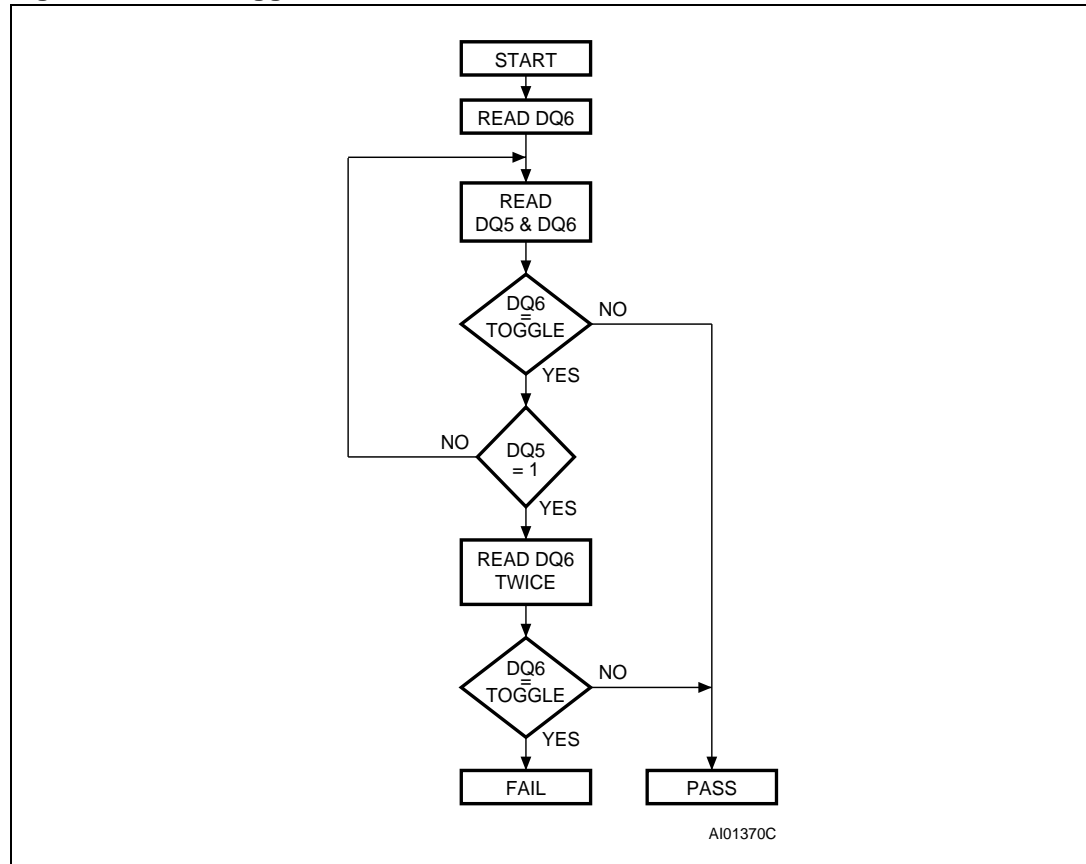 START
READ DQ6
READ
DQ5 & DQ6
DQ6
=
TOGGLE
NO
YES
NO
DQ5
= 1
YES
READ DQ6
TWICE
DQ6
=
TOGGLE
NO
YES
FAIL
PASS
AI01370C